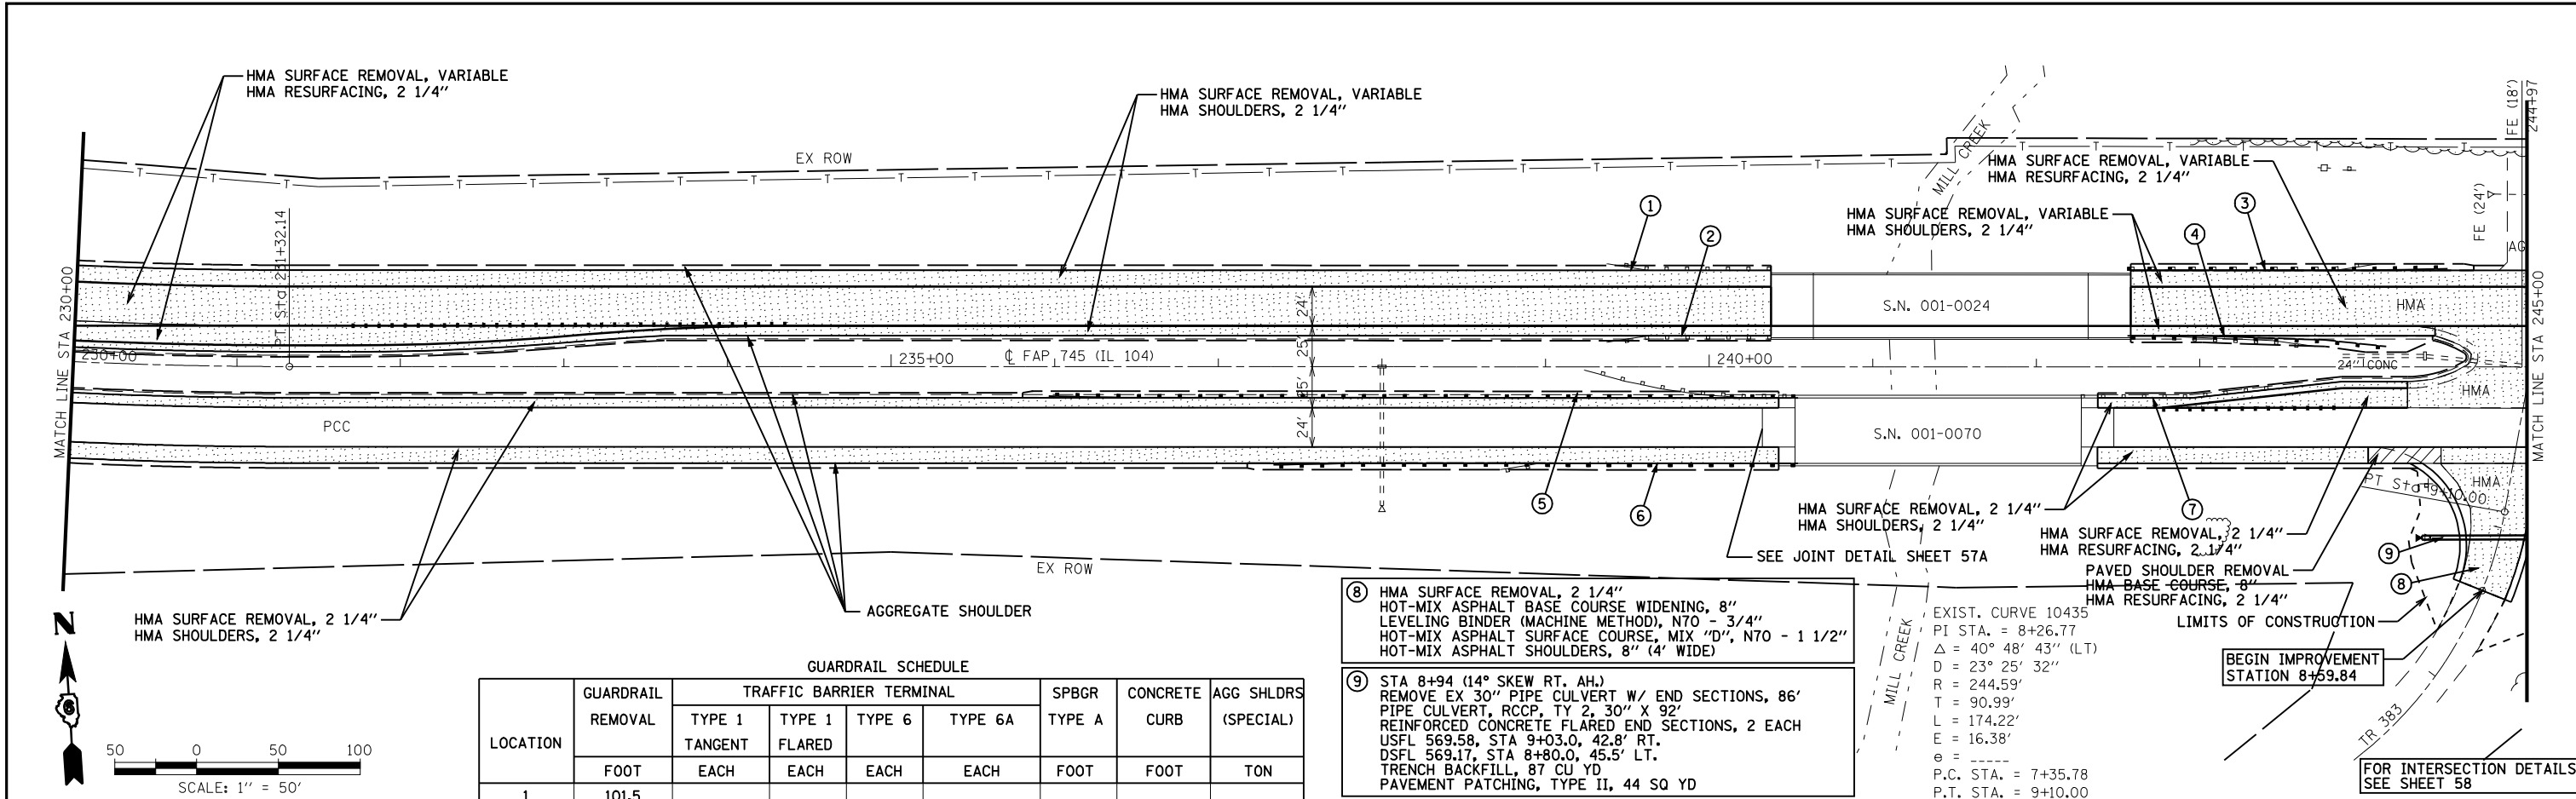 HMA SURFACE REMOVAL, VARIABLE
HMA RESURFACING, 2 1/4"
HMA SURFACE REMOVAL, VARIABLE
HMA SHOULDERS, 2 1/4"
EX ROW
MILL CREEK
HMA SURFACE REMOVAL, VARIABLE
HMA RESURFACING, 2 1/4"
HMA SURFACE REMOVAL, VARIABLE
HMA SHOULDERS, 2 1/4"
FE (18')
244+97
FE (24')
AG
1
2
3
4
MATCH LINE STA 230+00
PT. Sta 231+32.14
230+00
235+00
℄ FAP 745 (IL 104)
240+00
24'
25'
25'
24'
S.N. 001-0024
HMA
24" CONC
HMA
MATCH LINE STA 245+00
PCC
S.N. 001-0070
HMA
PT Sta 9+10.00
5
6
7
HMA SURFACE REMOVAL, 2 1/4"
HMA SHOULDERS, 2 1/4"
HMA SURFACE REMOVAL, 2 1/4"
HMA RESURFACING, 2 1/4"
PAVED SHOULDER REMOVAL
HMA BASE COURSE, 8"
HMA RESURFACING, 2 1/4"
9
8
SEE JOINT DETAIL SHEET 57A
EX ROW
LIMITS OF CONSTRUCTION
BEGIN IMPROVEMENT
STATION 8+59.84
TR 383
HMA SURFACE REMOVAL, 2 1/4"
HMA SHOULDERS, 2 1/4"
AGGREGATE SHOULDER
N
6
50 0 50 100
SCALE: 1" = 50'
GUARDRAIL SCHEDULE
LOCATION GUARDRAIL REMOVAL TRAFFIC BARRIER TERMINAL SPBGR TYPE A CONCRETE CURB AGG SHLDRS (SPECIAL)
TYPE 1 TANGENT TYPE 1 FLARED TYPE 6 TYPE 6A
FOOT EACH EACH EACH EACH FOOT FOOT TON
1 101.5
8 HMA SURFACE REMOVAL, 2 1/4"
HOT-MIX ASPHALT BASE COURSE WIDENING, 8"
LEVELING BINDER (MACHINE METHOD), N70 - 3/4"
HOT-MIX ASPHALT SURFACE COURSE, MIX "D", N70 - 1 1/2"
HOT-MIX ASPHALT SHOULDERS, 8" (4' WIDE)
9 STA 8+94 (14° SKEW RT. AH.)
REMOVE EX 30" PIPE CULVERT W/ END SECTIONS, 86'
PIPE CULVERT, RCCP, TY 2, 30" X 92'
REINFORCED CONCRETE FLARED END SECTIONS, 2 EACH
USFL 569.58, STA 9+03.0, 42.8' RT.
DSFL 569.17, STA 8+80.0, 45.5' LT.
TRENCH BACKFILL, 87 CU YD
PAVEMENT PATCHING, TYPE II, 44 SQ YD
MILL CREEK
EXIST. CURVE 10435
PI STA. = 8+26.77
△ = 40° 48' 43" (LT)
D = 23° 25' 32"
R = 244.59'
T = 90.99'
L = 174.22'
E = 16.38'
e = _____
P.C. STA. = 7+35.78
P.T. STA. = 9+10.00
FOR INTERSECTION DETAILS
SEE SHEET 58